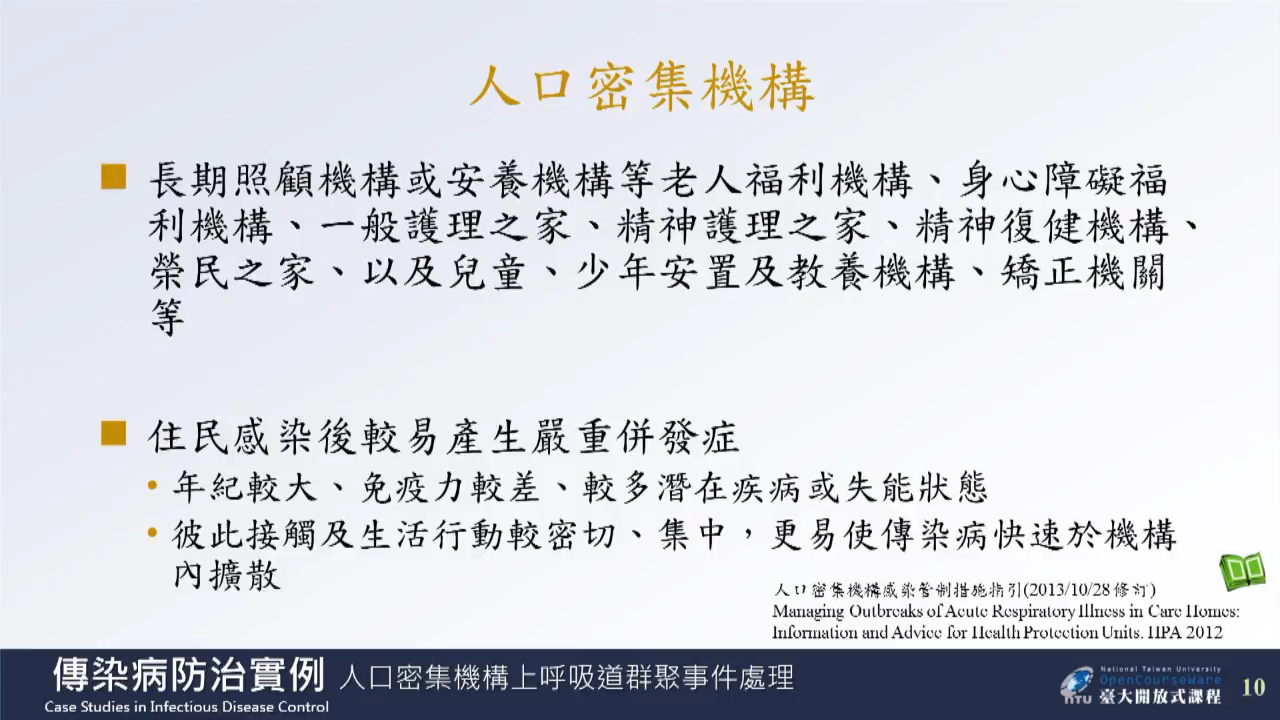 人口密集機構
長期照顧機構或安養機構等老人福利機構、身心障礙福
利機構、一般護理之家、精神護理之家、精神復健機構、
榮民之家、以及兒童、少年安置及教養機構、矯正機關
等
住民感染後較易產生嚴重併發症
年紀較大、免疫力較差、較多潛在疾病或失能狀態
彼此接觸及生活行動較密切、集中，更易使傳染病快速於機構
內擴散
人口密集機構感染管制措施指引(2013/10/28修訂)
Managing Outbreaks of Acute Respiratory Illness in Care Homes:
Information and Advice for Health Protection Units. HPA 2012
傳染病防治實例 人口密集機構上呼吸道群聚事件處理
Case Studies in Infectious Disease Control
National Taiwan University
OpenCourseWare
NTU 臺大開放式課程
10